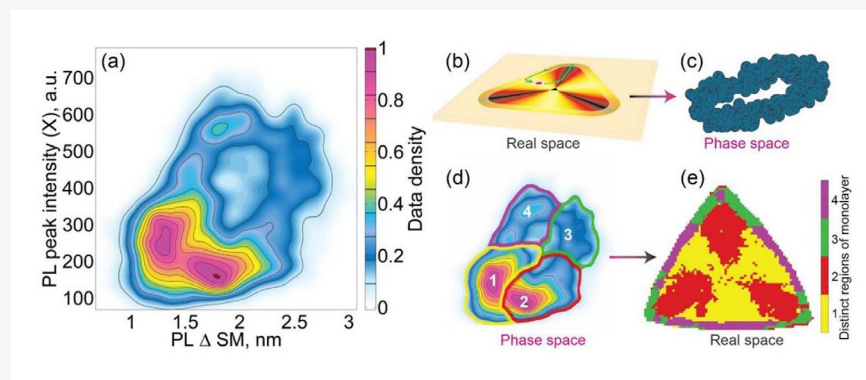 (a)
PL peak intensity (X), a.u.
700
600
500
400
300
200
100
1
1.5
2
2.5
3
PL Δ SM, nm
1
0.8
0.6
0.4
0.2
0
Data density
(b)
Real space
(c)
Phase space
(d)
4
3
1
2
Phase space
(e)
Real space
4
3
2
1
Distinct regions of monolayer